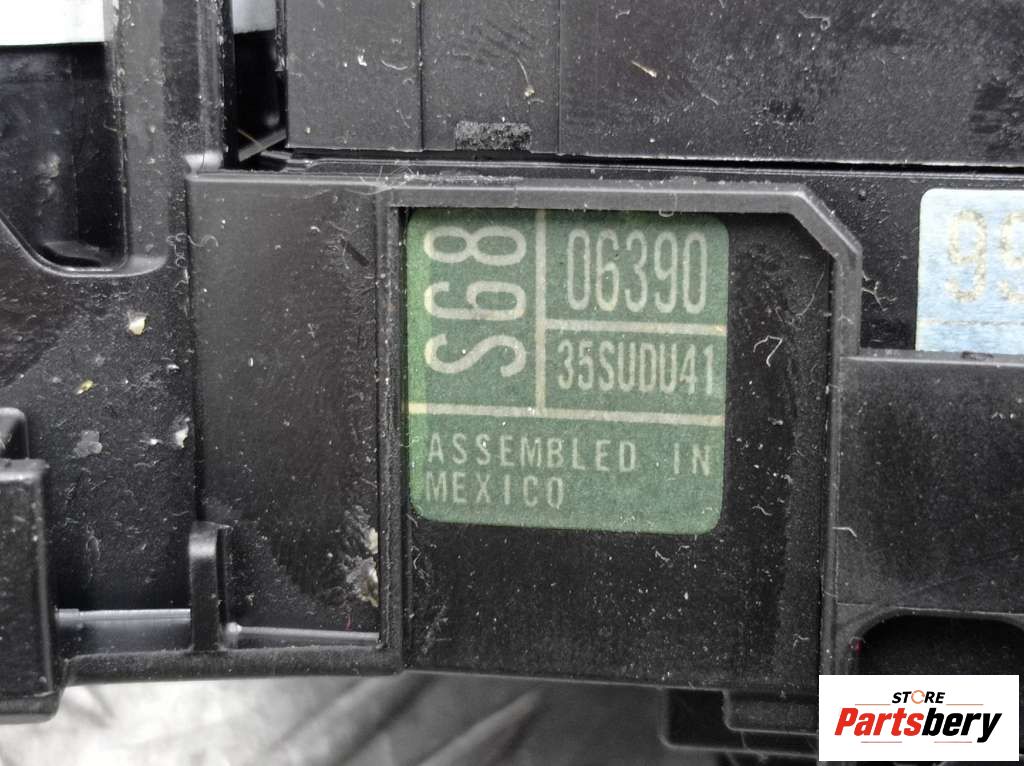 S68
06390
35SUDU41
ASSEMBLED IN
MEXICO
STORE
Partsbery